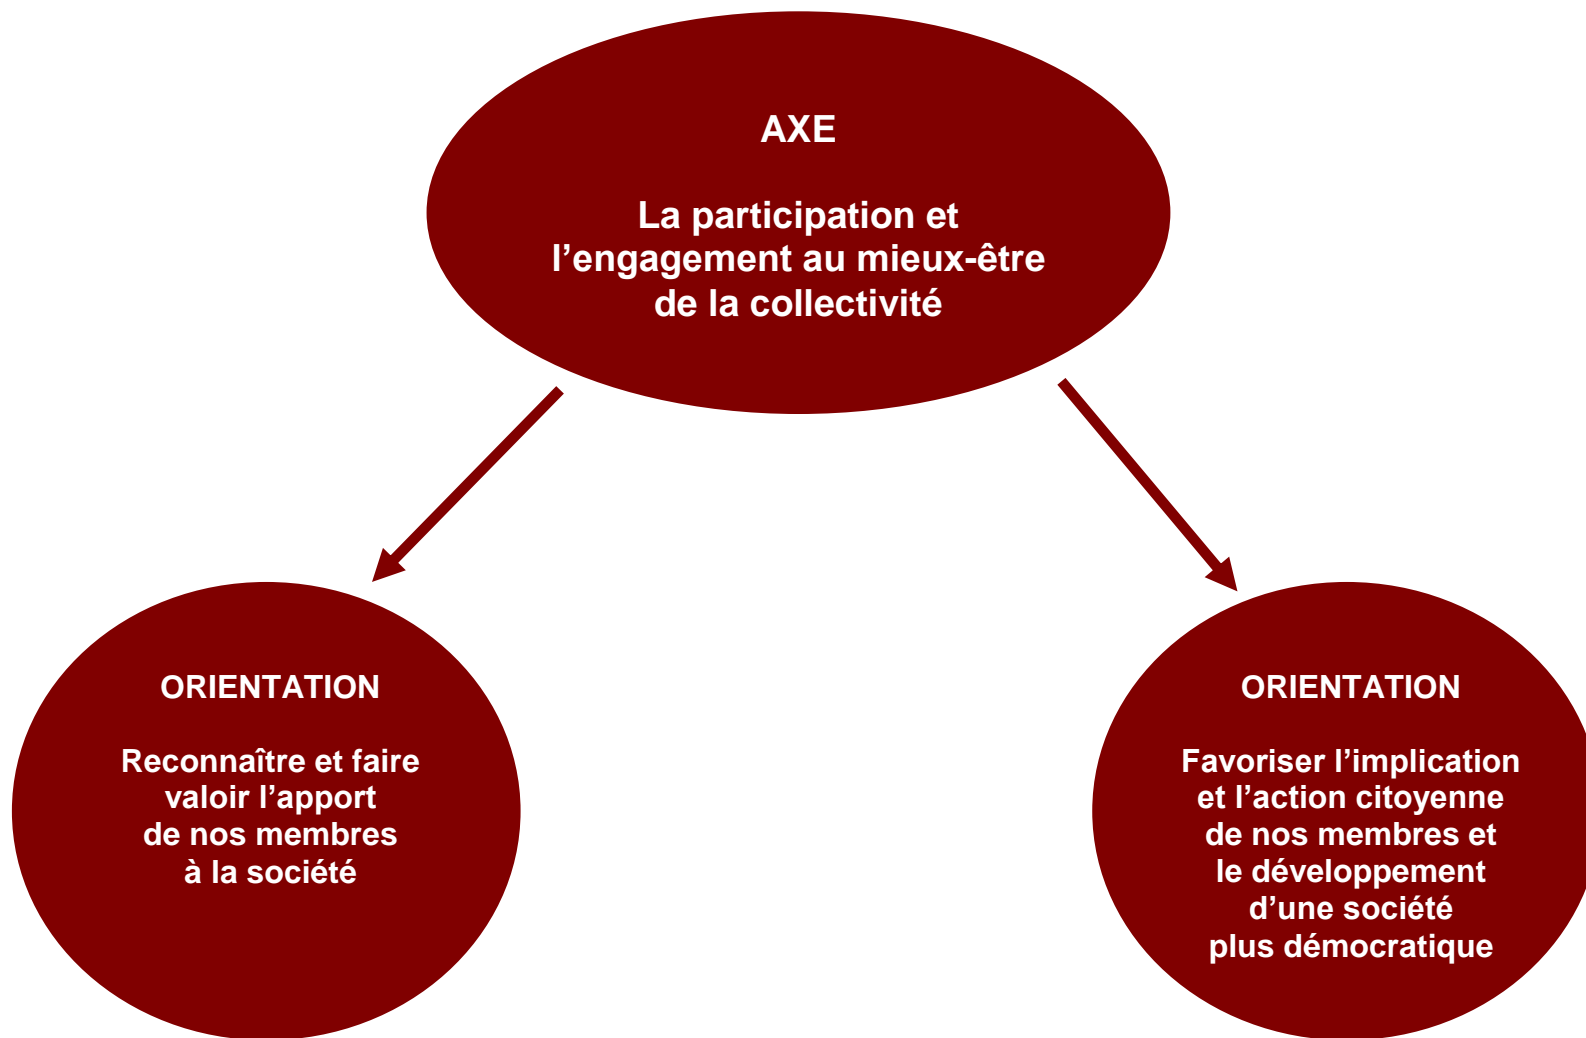 AXE
La participation et
l’engagement au mieux-être
de la collectivité
ORIENTATION
Reconnaître et faire
valoir l’apport
de nos membres
à la société
ORIENTATION
Favoriser l’implication
et l’action citoyenne
de nos membres et
le développement
d’une société
plus démocratique